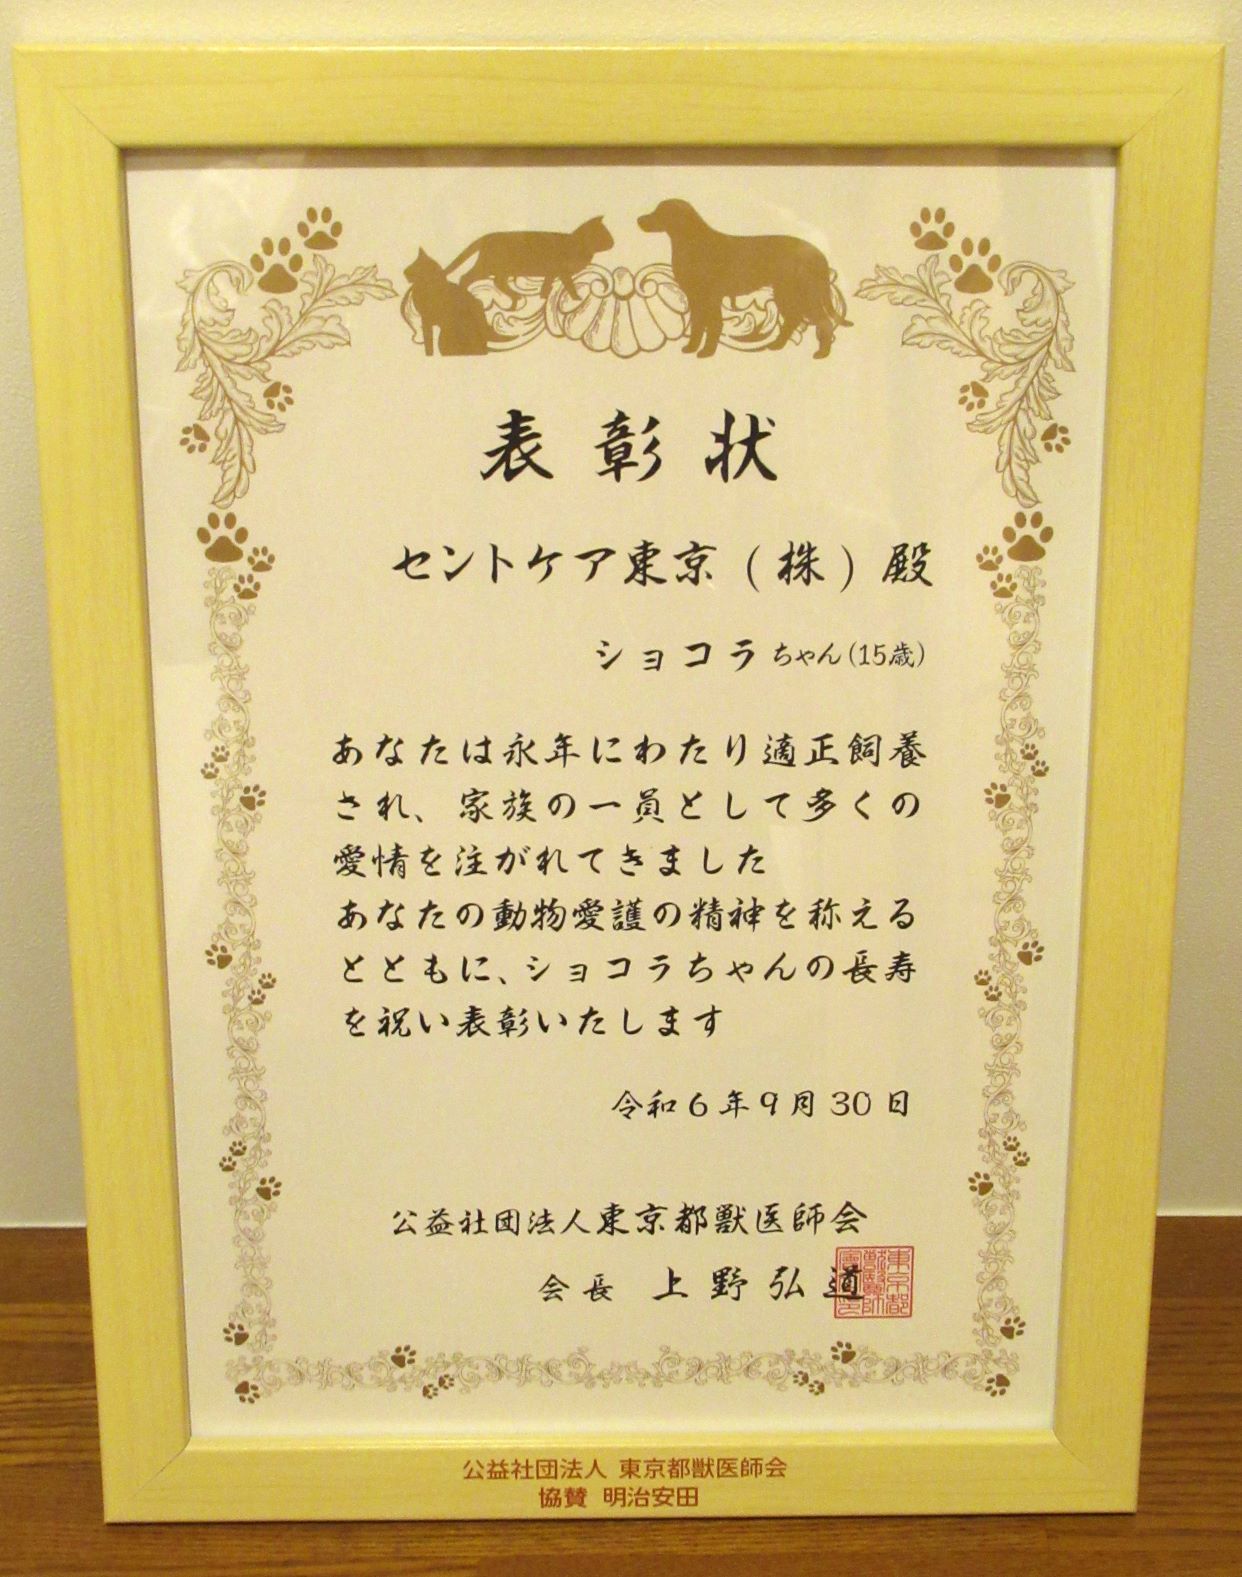 表彰状
セントケア東京(株)殿
ショコラちゃん(15歳)
あなたは永年にわたり適正飼養
され、家族の一員として多くの
愛情を注がれてきました
あなたの動物愛護の精神を称える
とともに、ショコラちゃんの長寿
を祝い表彰いたします
令和6年9月30日
公益社団法人東京都獣医師会
会長 上野弘道
公益社団法人 東京都獣医師会
協賛 明治安田